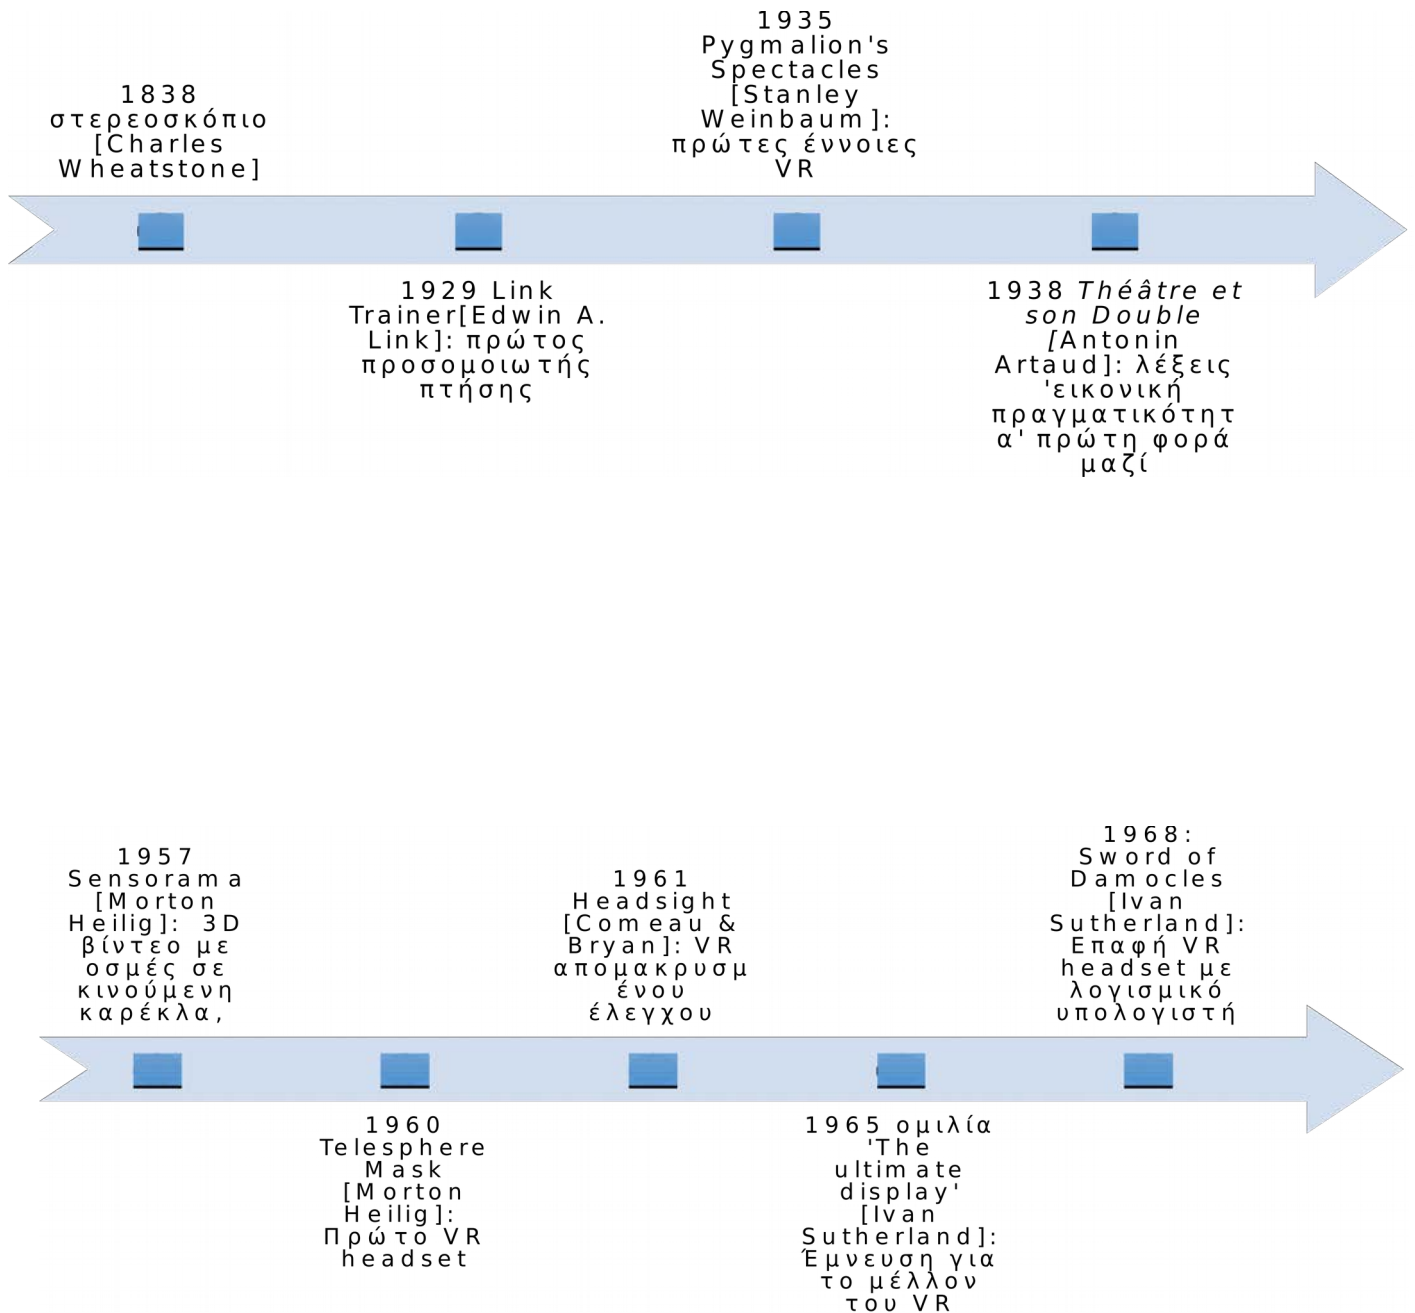 1838
στερεοσκόπιο
[Charles
Wheatstone]
1929 Link
Trainer[Edwin A.
Link]: πρώτος
προσομοιωτής
πτήσης
1935
Pygmalion's
Spectacles
[Stanley
Weinbaum]:
πρώτες έννοιες
VR
1938 Théâtre et
son Double
[Antonin
Artaud]: λέξεις
'εικονική
πραγματικότητ
α' πρώτη φορά
μαζί
1957
Sensorama
[Morton
Heilig]: 3D
βίντεο με
οσμές σε
κινούμενη
καρέκλα,
1960
Telesphere
Mask
[Morton
Heilig]:
Πρώτο VR
headset
1961
Headsight
[Comeau &
Bryan]: VR
απομακρυσμ
ένου
έλεγχου
1965 ομιλία
'The
ultimate
display'
[Ivan
Sutherland]:
Έμνευση για
το μέλλον
του VR
1968:
Sword of
Damocles
[Ivan
Sutherland]:
Επαφή VR
headset με
λογισμικό
υπολογιστή